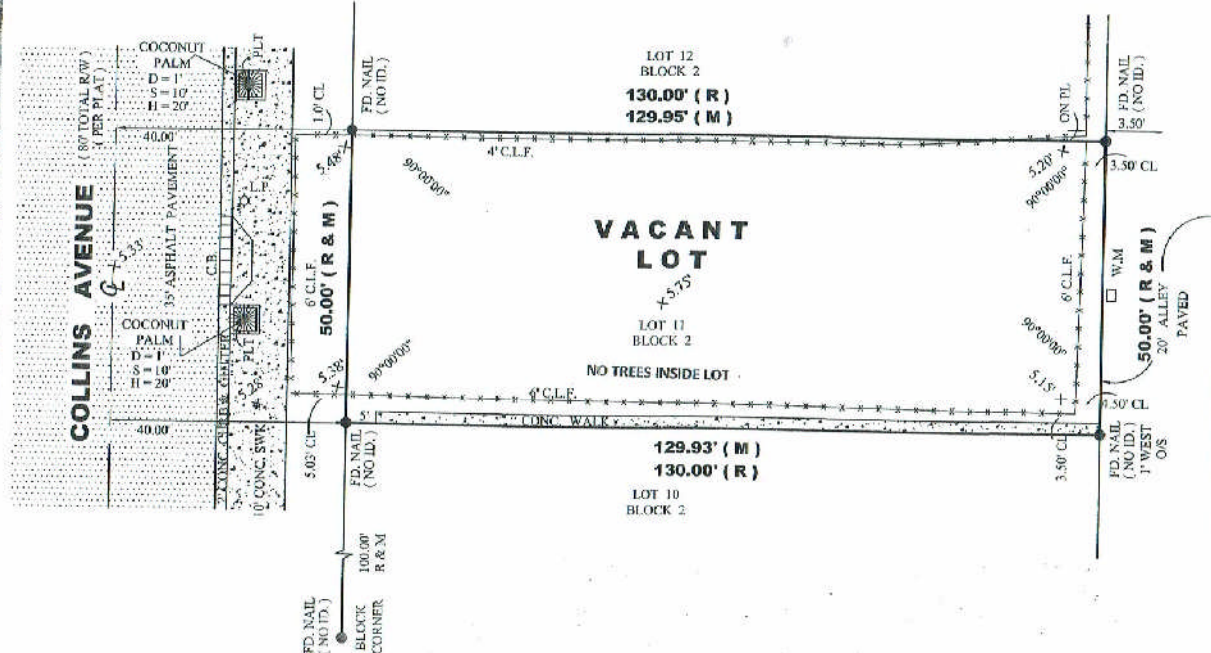 COCONUT
PALM
D = 1'
S = 10'
H = 20'
PLT
( 80' TOTAL R/W )
( PER PLAT )
40.00'
COLLINS AVENUE
5.33'
35' ASPHALT PAVEMENT
C.B.
L.P.
COCONUT
PALM
D = 1'
S = 10'
H = 20'
PLT
5.26'
40.00'
2' CONC. CURB & GUTTER
10' CONC. SWK
1.0' CL
FD. NAIL
( NO ID. )
5.48'
90°00'00"
6' C.L.F.
50.00' ( R & M )
5.38'
90°00'00"
5.03' CL
FD. NAIL
( NO ID. )
5'
LOT 12
BLOCK 2
130.00' ( R )
129.95' ( M )
4' C.L.F.
VACANT
LOT
5.75'
LOT 11
BLOCK 2
NO TREES INSIDE LOT
C.L.F.
CONC. WALK
129.93' ( M )
130.00' ( R )
LOT 10
BLOCK 2
ON PL
FD. NAIL
( NO ID. )
3.50'
3.50' CL
5.20'
90°00'00"
6' C.L.F.
W.M
50.00' ( R & M )
20' ALLEY
PAVED
90°00'00"
5.15'
4.50' CL
3.50' CL
FD. NAIL
( NO ID. )
1' WEST
O/S
100.00'
R & M
FD. NAIL
( NO ID. )
BLOCK
CORNER